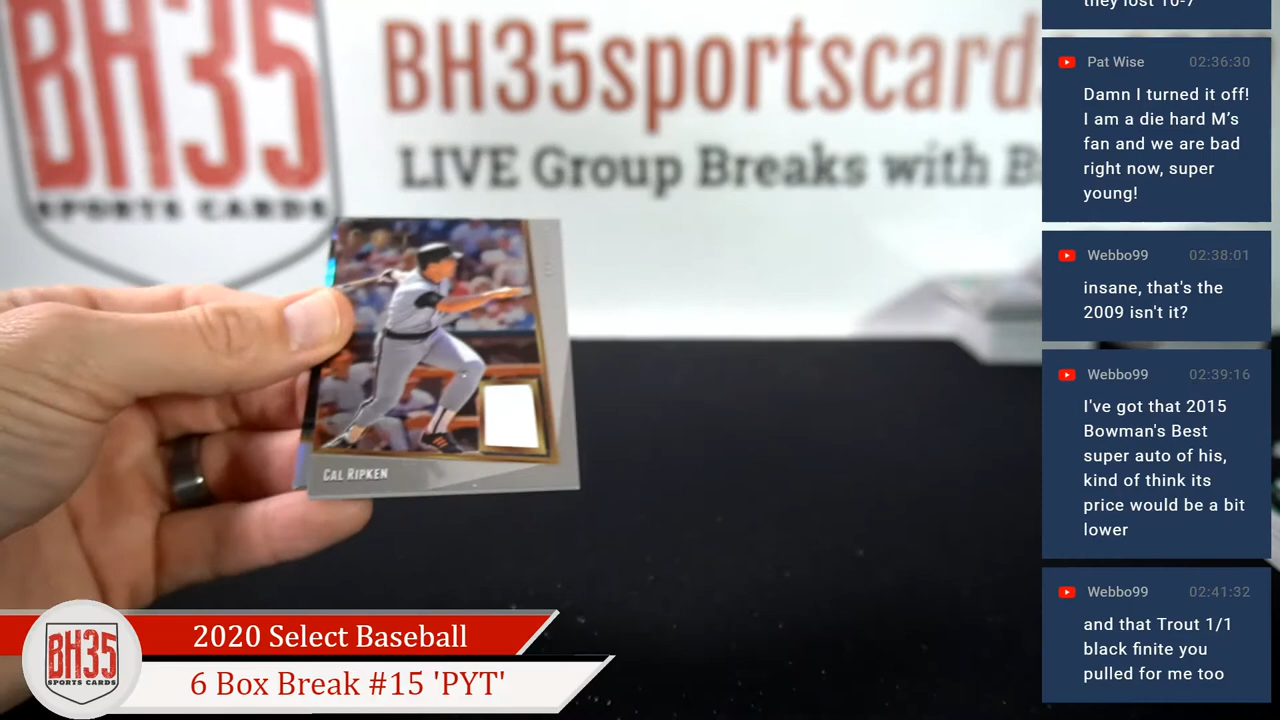 BH35
SPORTS CARDS
BH35sportscard
LIVE Group Breaks with B
CAL RIPKEN
2020 Select Baseball
6 Box Break #15 'PYT'
BH35
SPORTS CARDS
they lost 10-7
Pat Wise 02:36:30
Damn I turned it off!
I am a die hard M's
fan and we are bad
right now, super
young!
Webbo99 02:38:01
insane, that's the
2009 isn't it?
Webbo99 02:39:16
I've got that 2015
Bowman's Best
super auto of his,
kind of think its
price would be a bit
lower
Webbo99 02:41:32
and that Trout 1/1
black finite you
pulled for me too